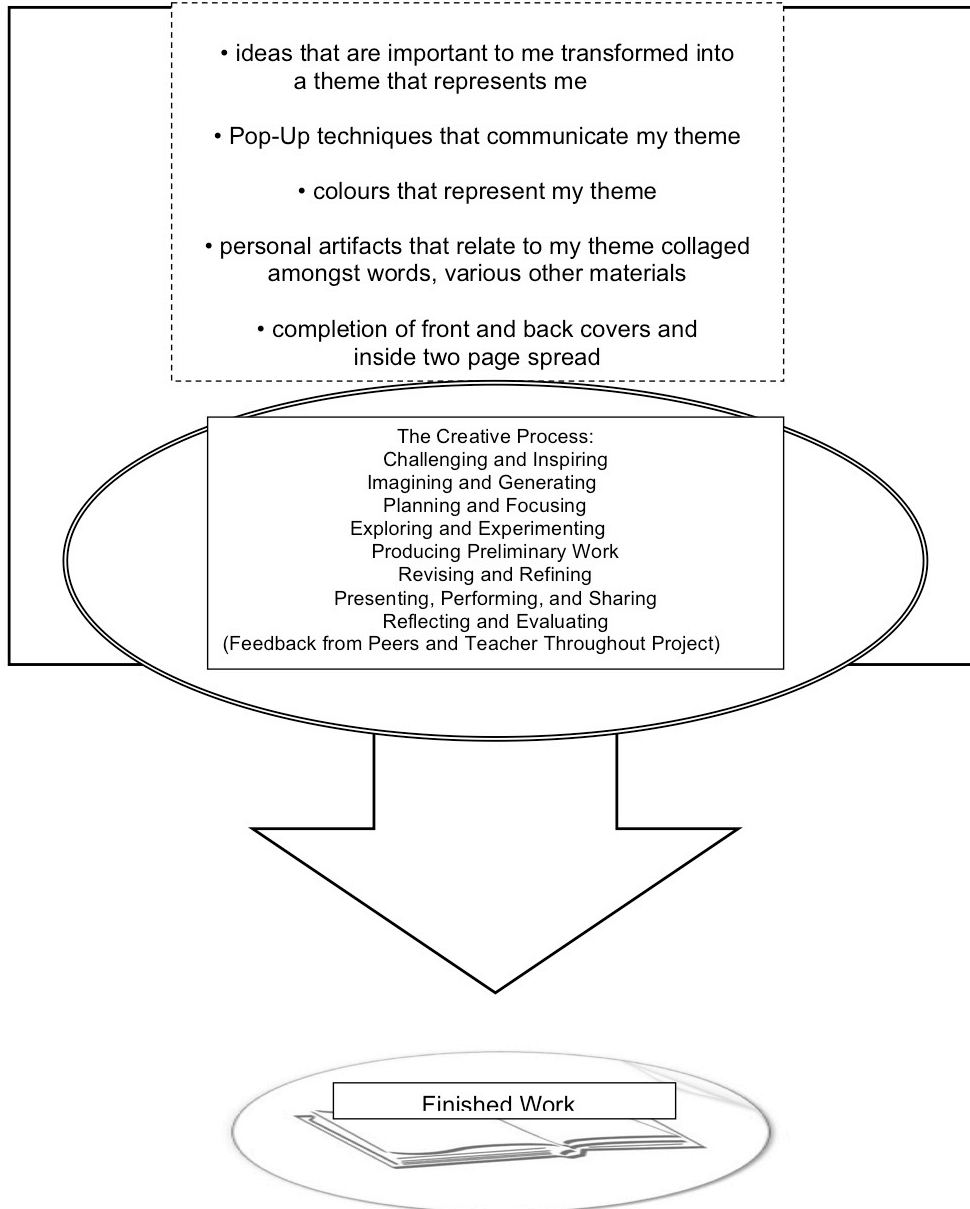 • ideas that are important to me transformed into
a theme that represents me
• Pop-Up techniques that communicate my theme
• colours that represent my theme
• personal artifacts that relate to my theme collaged
amongst words, various other materials
• completion of front and back covers and
inside two page spread
The Creative Process:
Challenging and Inspiring
Imagining and Generating
Planning and Focusing
Exploring and Experimenting
Producing Preliminary Work
Revising and Refining
Presenting, Performing, and Sharing
Reflecting and Evaluating
(Feedback from Peers and Teacher Throughout Project)
Finished Work